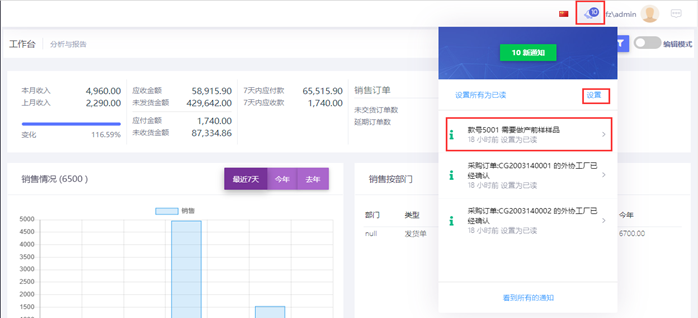 10
fz\admin
工作台 分析与报告
编辑模式
10 新通知
设置所有为已读 设置
款号5001 需要做产前样样品
18 小时前 设置为已读
采购订单:CG2003140001 的外协工厂已
经确认
18 小时前 设置为已读
采购订单:CG2003140002 的外协工厂已
经确认
18 小时前 设置为已读
看到所有的通知
本月收入 4,960.00
上月收入 2,290.00
变化 116.59%
应收金额 58,915.90
未发货金额 429,642.00
应付金额 1,740.00
未收货金额 87,334.86
7天内应付款 65,515.90
7天内应收款 1,740.00
销售订单
未交货订单数
延期订单数
销售情况 (6500 )
最近7天 今年 去年
销售
5000
4500
4000
3500
3000
2500
2000
1500
1000
销售按部门
部门 类型 今年
null 发货单 6700.00